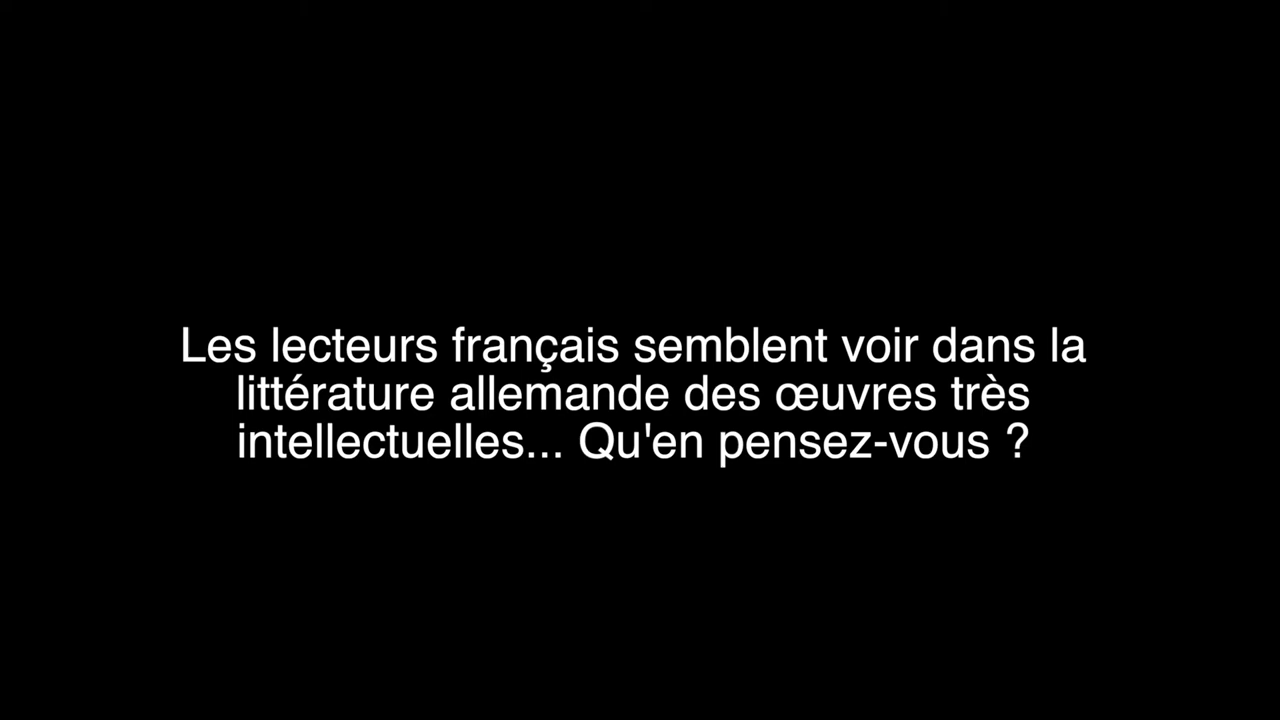 Les lecteurs français semblent voir dans la
littérature allemande des œuvres très
intellectuelles... Qu'en pensez-vous ?